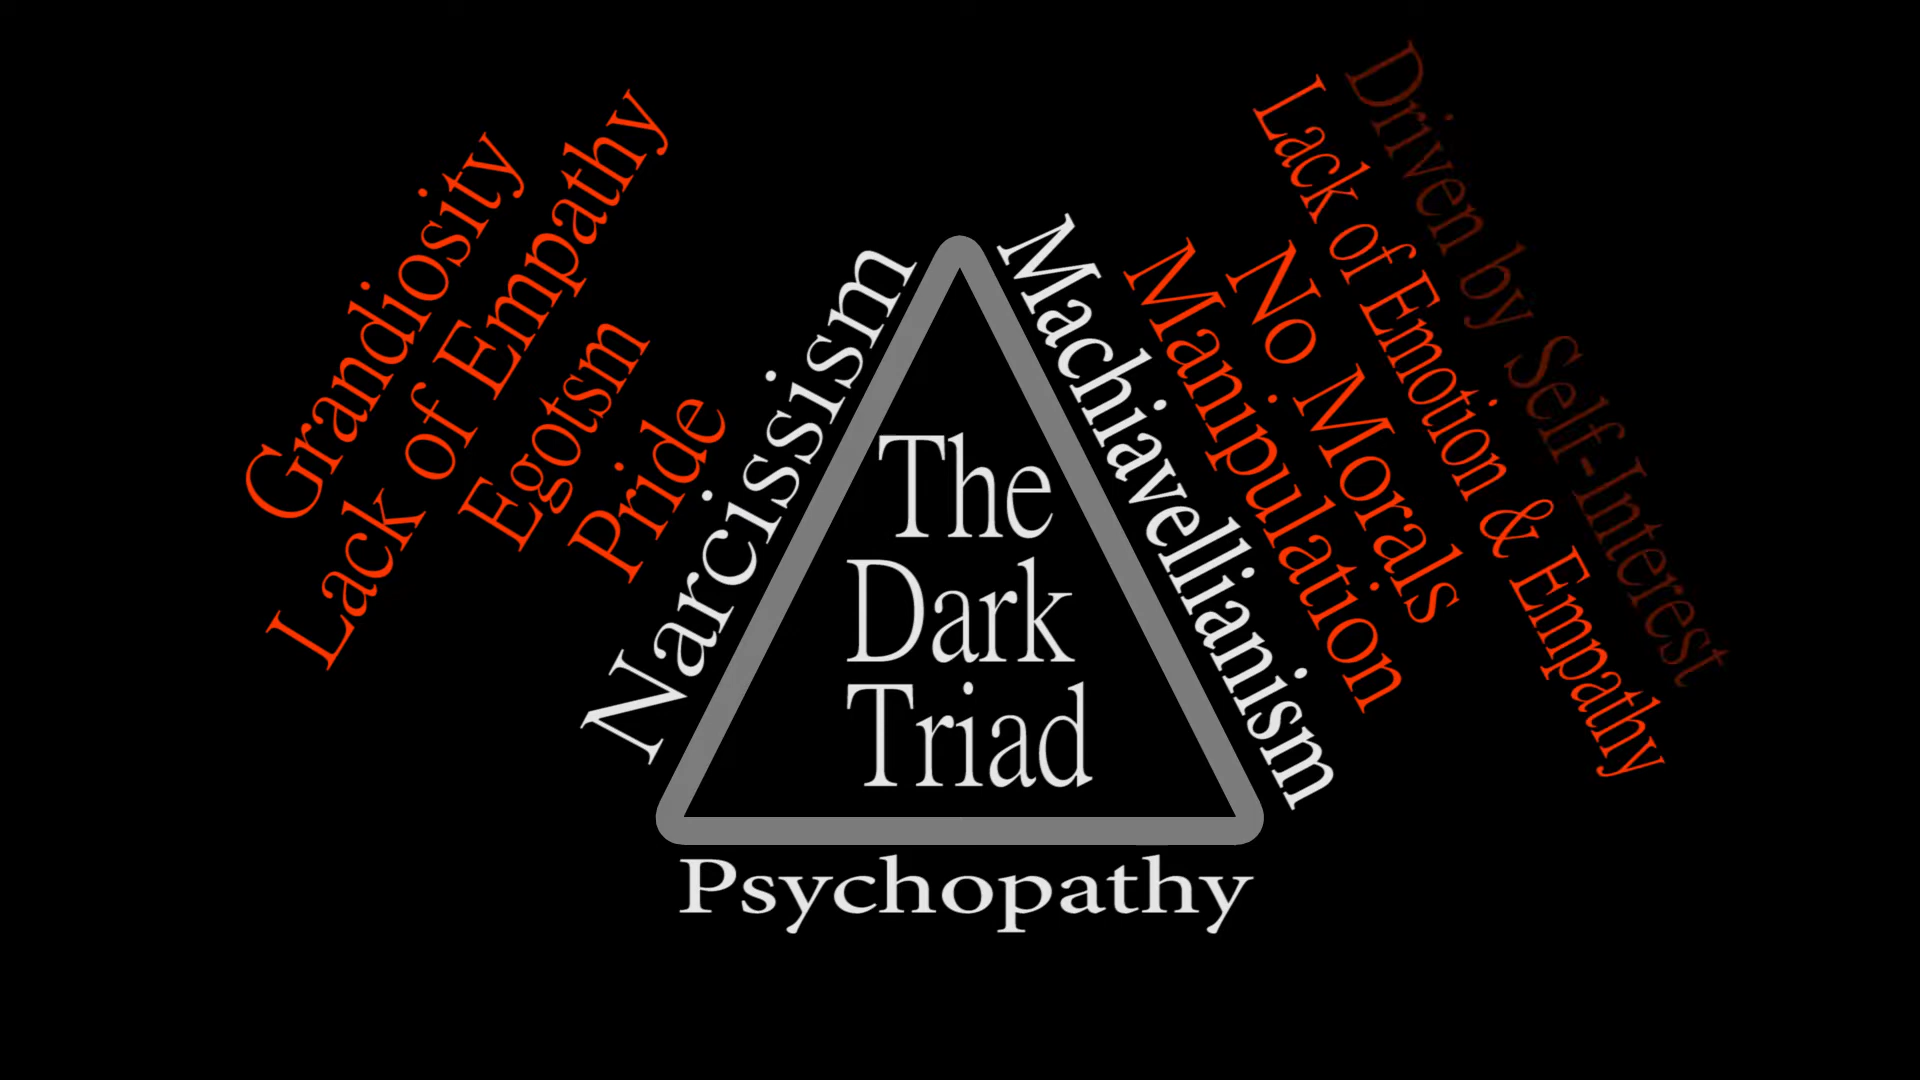 Grandiosity
Lack of Empathy
Egotsm
Pride
Narcissism
The
Dark
Triad
Machiavellianism
Manipulation
No Morals
Lack of Emotion & Empathy
Driven by Self-Interest
Psychopathy